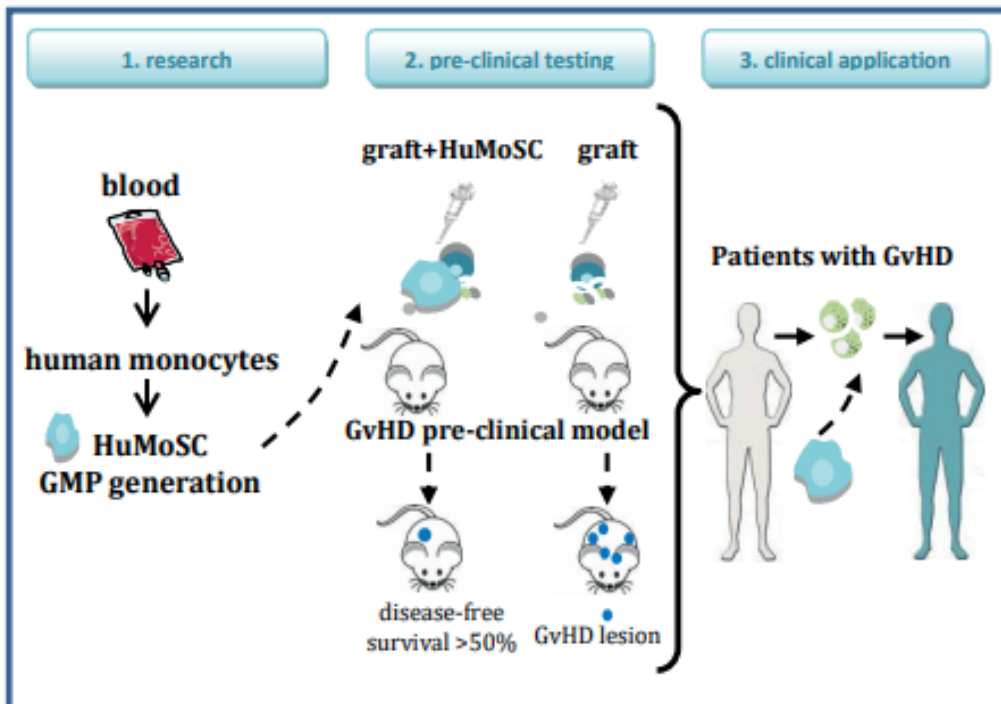 1. research
2. pre-clinical testing
3. clinical application
blood
human monocytes
HuMoSC
GMP generation
graft+HuMoSC
graft
GvHD pre-clinical model
disease-free
survival >50%
GvHD lesion
Patients with GvHD